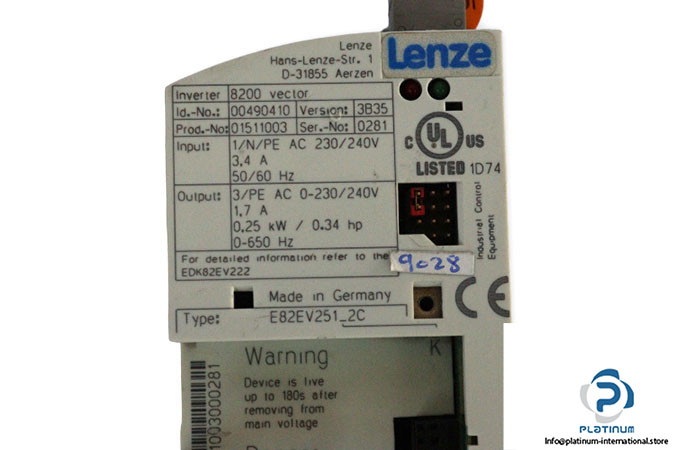 Lenze
Hans-Lenze-Str. 1
D-31855 Aerzen
Lenze
Inverter 8200 vector
Id.-No.: 00490410 Version: 3B35
Prod.-No: 01511003 Ser.-No: 0281
Input: 1/N/PE AC 230/240V
3.4 A
50/60 Hz
Output: 3/PE AC 0-230/240V
1.7 A
0.25 kW / 0.34 hp
0-650 Hz
For detailed information refer to the
EDK82EV222
C UL US
LISTED 1D74
Industrial Control
Equipment
9028
Made in Germany
CE
Type: E82EV251_2C
Warning
K
Device is live
up to 180s after
removing from
main voltage
1003000281
PLATINUM
Info@platinum-international.store